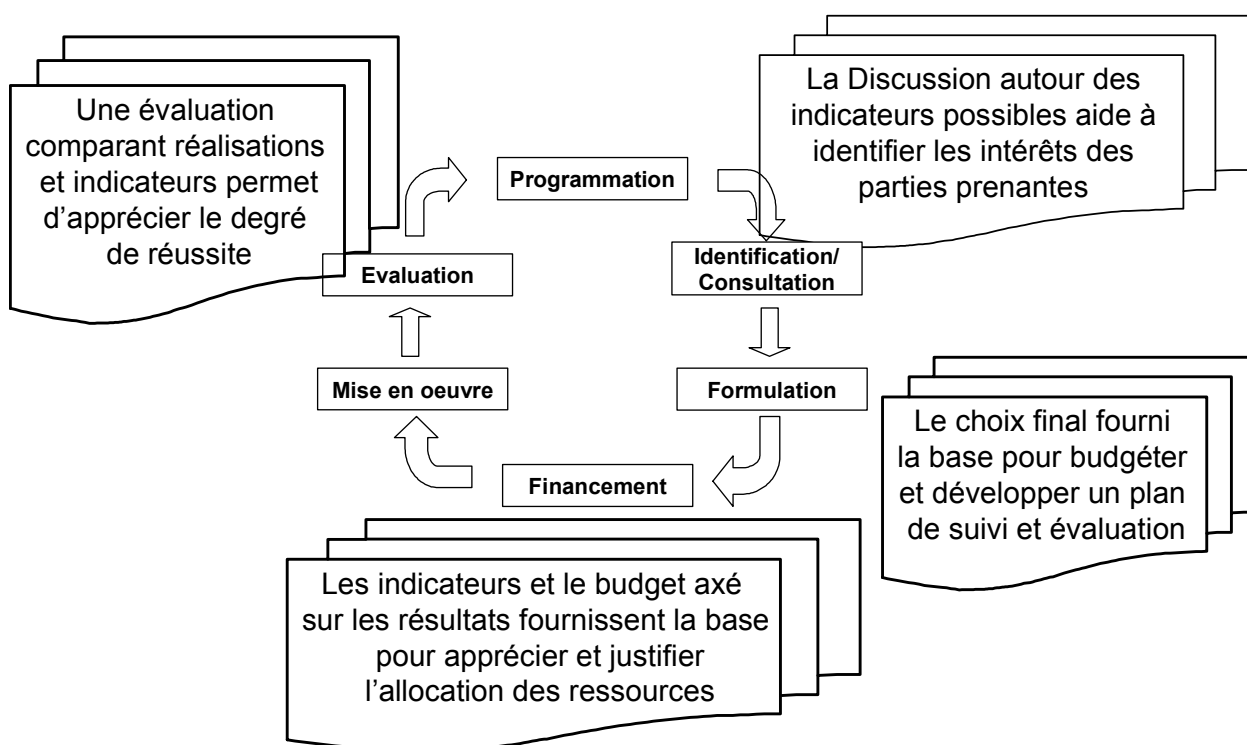 Une évaluation
comparant réalisations
et indicateurs permet
d’apprécier le degré
de réussite
La Discussion autour des
indicateurs possibles aide à
identifier les intérêts des
parties prenantes
Programmation
Identification/
Consultation
Evaluation
Mise en oeuvre
Formulation
Financement
Le choix final fourni
la base pour budgéter
et développer un plan
de suivi et évaluation
Les indicateurs et le budget axé
sur les résultats fournissent la base
pour apprécier et justifier
l’allocation des ressources